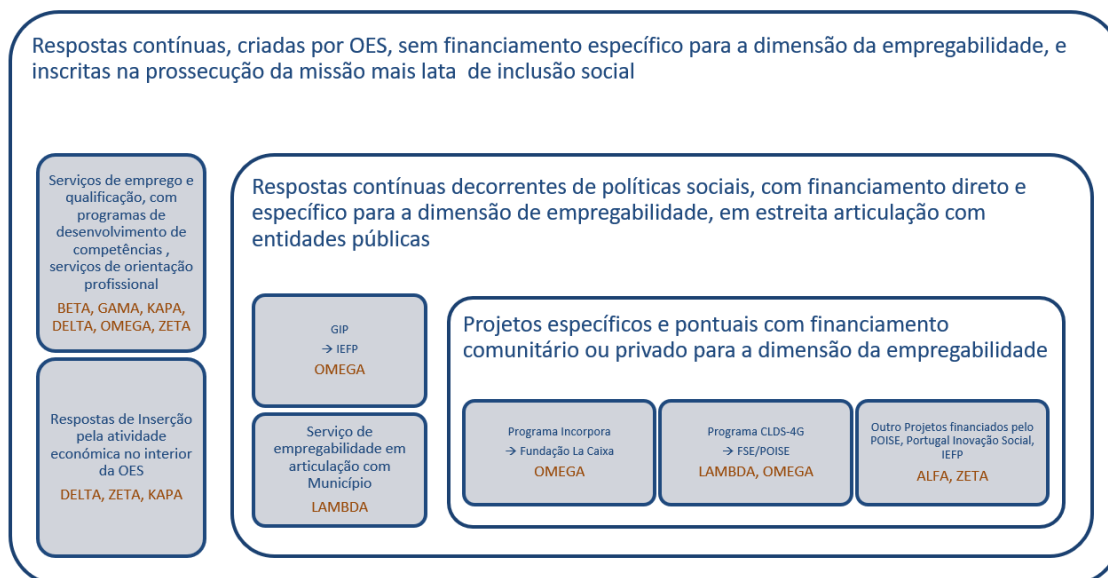 Respostas contínuas, criadas por OES, sem financiamento específico para a dimensão da empregabilidade, e
inscritas na prossecução da missão mais lata de inclusão social
Serviços de emprego e
qualificação, com
programas de
desenvolvimento de
competências ,
serviços de orientação
profissional
BETA, GAMA, KAPA,
DELTA, OMEGA, ZETA
Respostas de Inserção
pela atividade
económica no interior
da OES
DELTA, ZETA, KAPA
Respostas contínuas decorrentes de políticas sociais, com financiamento direto e
específico para a dimensão de empregabilidade, em estreita articulação com
entidades públicas
GIP
→ IEFP
OMEGA
Serviço de
empregabilidade em
articulação com
Município
LAMBDA
Projetos específicos e pontuais com financiamento
comunitário ou privado para a dimensão da empregabilidade
Programa Incorpora
→ Fundação La Caixa
OMEGA
Programa CLDS-4G
→ FSE/POISE
LAMBDA, OMEGA
Outro Projetos financiados pelo
POISE, Portugal Inovação Social,
IEFP
ALFA, ZETA